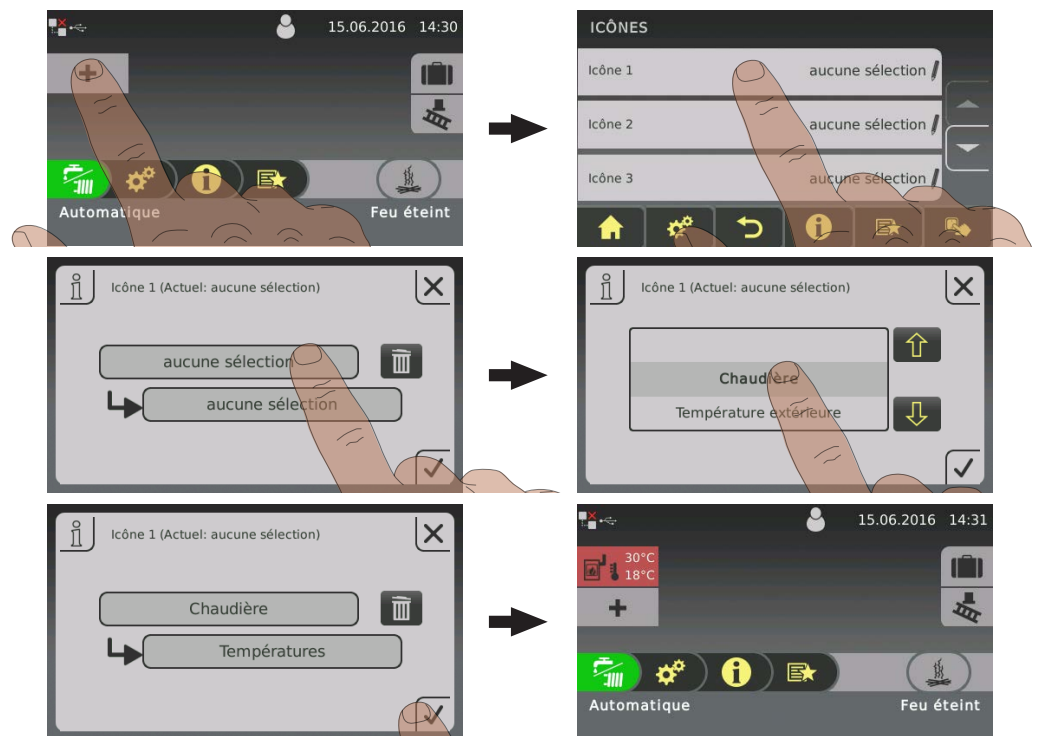 15.06.2016 14:30
Automatique
Feu éteint
ICÔNES
Icône 1 aucune sélection
Icône 2 aucune sélection
Icône 3 aucune sélection
Icône 1 (Actuel: aucune sélection)
aucune sélection
aucune sélection
Icône 1 (Actuel: aucune sélection)
Chaudière
Température extérieure
Icône 1 (Actuel: aucune sélection)
Chaudière
Températures
15.06.2016 14:31
30°C
18°C
Automatique
Feu éteint